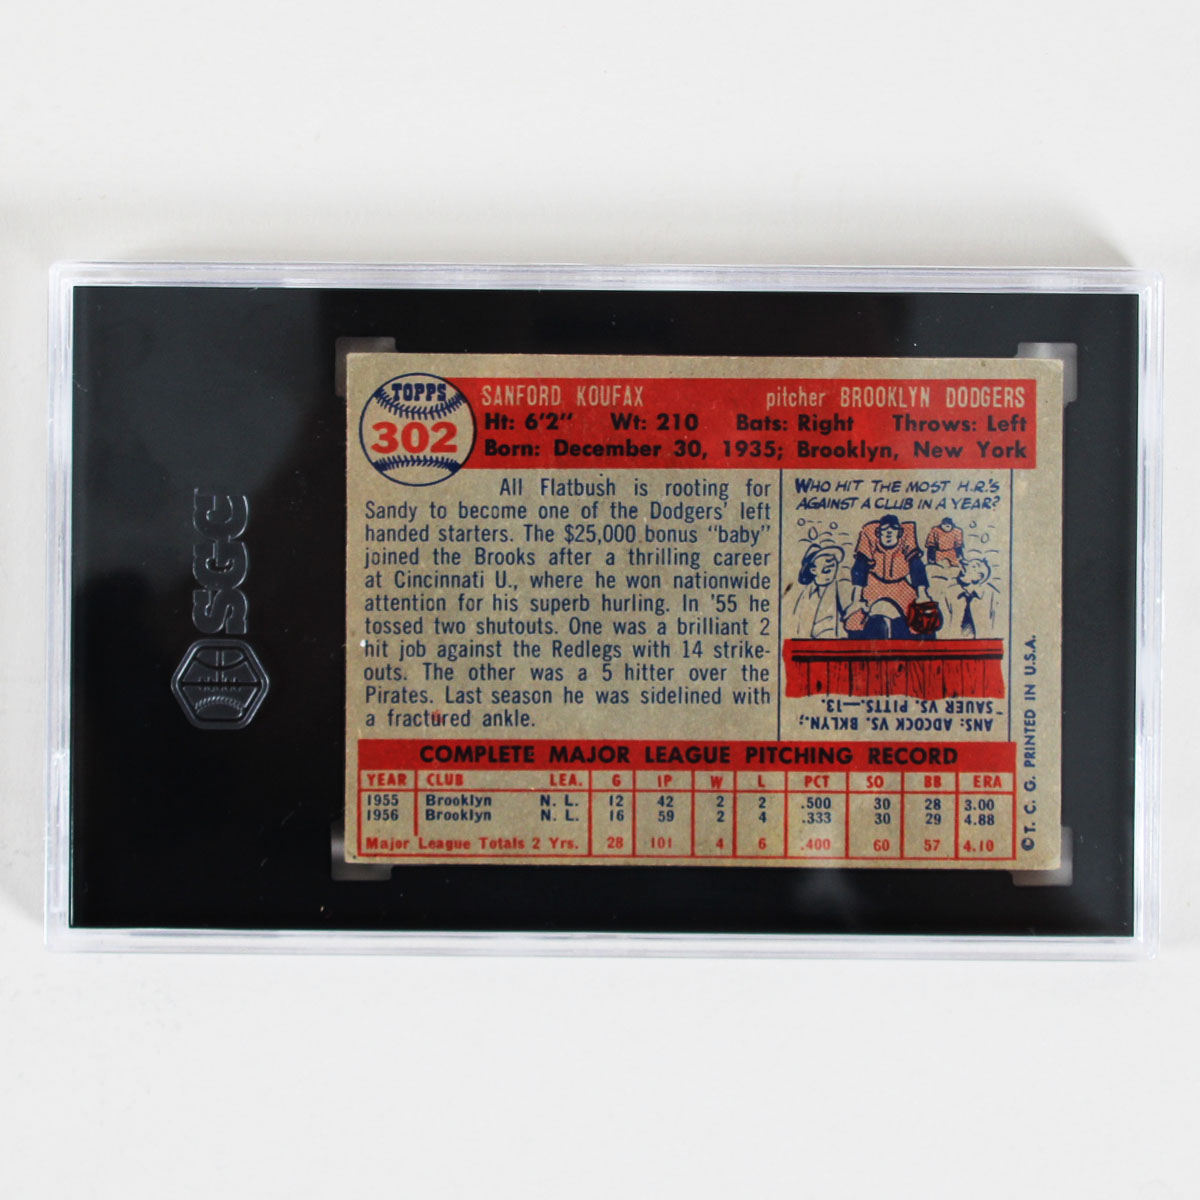 SGC
TOPPS
302
SANFORD KOUFAX pitcher BROOKLYN DODGERS
Ht: 6'2" Wt: 210 Bats: Right Throws: Left
Born: December 30, 1935; Brooklyn, New York
All Flatbush is rooting for
Sandy to become one of the Dodgers' left
handed starters. The $25,000 bonus "baby"
joined the Brooks after a thrilling career
at Cincinnati U., where he won nationwide
attention for his superb hurling. In '55 he
tossed two shutouts. One was a brilliant 2
hit job against the Redlegs with 14 strike-
outs. The other was a 5 hitter over the
Pirates. Last season he was sidelined with
a fractured ankle.
WHO HIT THE MOST H.R.'S
AGAINST A CLUB IN A YEAR?
ANS: ADCOCK VS. BKLYN.;
SAUER VS. PITTS.—13.
COMPLETE MAJOR LEAGUE PITCHING RECORD
YEAR CLUB LEA. G IP W L PCT SO BB ERA
1955 Brooklyn N. L. 12 42 2 2 .500 30 28 3.00
1956 Brooklyn N. L. 16 59 2 4 .333 30 29 4.88
Major League Totals 2 Yrs. 28 101 4 6 .400 60 57 4.10
© T. C. G. PRINTED IN U.S.A.